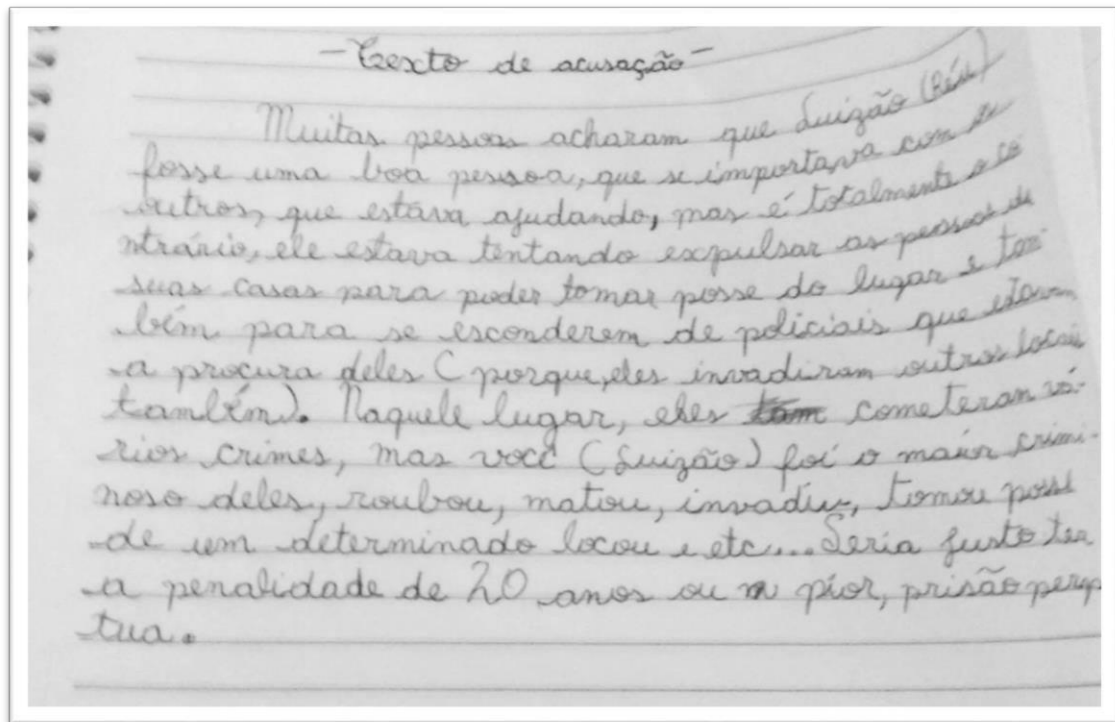 - Texto de acusação -
Muitas pessoas acharam que Luizão (Réu)
fosse uma boa pessoa, que se importava com
outros, que estava ajudando, mas é totalmente o co
ntrário, ele estava tentando expulsar as pessoas de
suas casas para poder tomar posse do lugar e tam
bém para se esconderem de policiais que estavam
a procura deles ( porque, eles invadiram outros locais
também). Naquele lugar, eles cometeran vá-
rios crimes, mas você (Luizão) foi o maior crimi-
noso deles, roubou, matou, invadiu, tomou posse
de um determinado locou e etc... Seria justo ter
a penalidade de 20 anos ou pior, prisão perpé
tua.